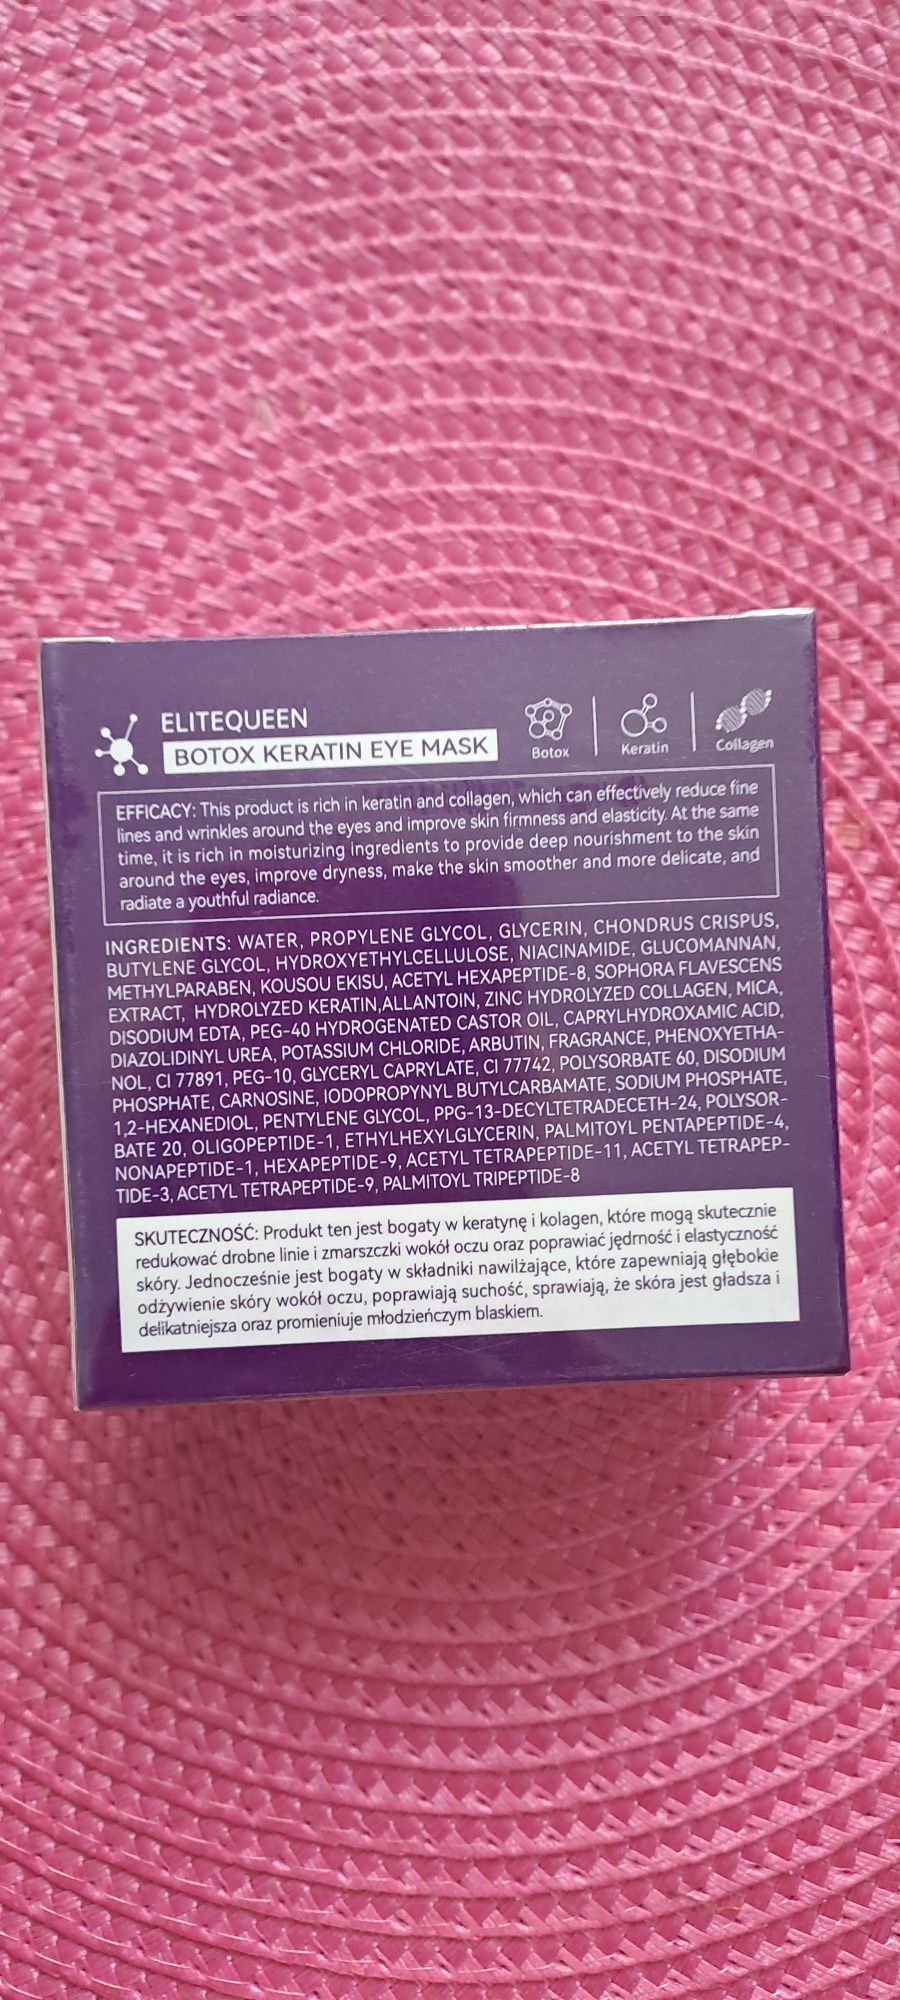 ELITEQUEEN
BOTOX KERATIN EYE MASK
Botox
Keratin
Collagen
EFFICACY: This product is rich in keratin and collagen, which can effectively reduce fine
lines and wrinkles around the eyes and improve skin firmness and elasticity. At the same
time, it is rich in moisturizing ingredients to provide deep nourishment to the skin
around the eyes, improve dryness, make the skin smoother and more delicate, and
radiate a youthful radiance.
INGREDIENTS: WATER, PROPYLENE GLYCOL, GLYCERIN, CHONDRUS CRISPUS,
BUTYLENE GLYCOL, HYDROXYETHYLCELLULOSE, NIACINAMIDE, GLUCOMANNAN,
METHYLPARABEN, KOUSOU EKISU, ACETYL HEXAPEPTIDE-8, SOPHORA FLAVESCENS
EXTRACT, HYDROLYZED KERATIN,ALLANTOIN, ZINC HYDROLYZED COLLAGEN, MICA,
DISODIUM EDTA, PEG-40 HYDROGENATED CASTOR OIL, CAPRYLHYDROXAMIC ACID,
DIAZOLIDINYL UREA, POTASSIUM CHLORIDE, ARBUTIN, FRAGRANCE, PHENOXYETHA-
NOL, CI 77891, PEG-10, GLYCERYL CAPRYLATE, CI 77742, POLYSORBATE 60, DISODIUM
PHOSPHATE, CARNOSINE, IODOPROPYNYL BUTYLCARBAMATE, SODIUM PHOSPHATE,
1,2-HEXANEDIOL, PENTYLENE GLYCOL, PPG-13-DECYLTETRADECETH-24, POLYSOR-
BATE 20, OLIGOPEPTIDE-1, ETHYLHEXYLGLYCERIN, PALMITOYL PENTAPEPTIDE-4,
NONAPEPTIDE-1, HEXAPEPTIDE-9, ACETYL TETRAPEPTIDE-11, ACETYL TETRAPEP-
TIDE-3, ACETYL TETRAPEPTIDE-9, PALMITOYL TRIPEPTIDE-8
SKUTECZNOŚĆ: Produkt ten jest bogaty w keratynę i kolagen, które mogą skutecznie
redukować drobne linie i zmarszczki wokół oczu oraz poprawiać jędrność i elastyczność
skóry. Jednocześnie jest bogaty w składniki nawilżające, które zapewniają głębokie
odżywienie skóry wokół oczu, poprawiają suchość, sprawiają, że skóra jest gładsza i
delikatniejsza oraz promieniuje młodzieńczym blaskiem.